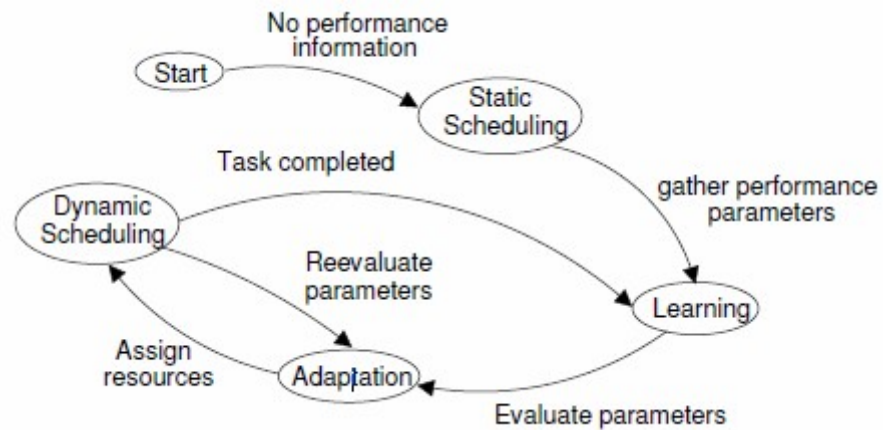 No performance
information
Start
Static
Scheduling
Task completed
gather performance
parameters
Dynamic
Scheduling
Reevaluate
parameters
Learning
Assign
resources
Adaptation
Evaluate parameters